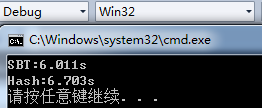 Debug Win32
C:\Windows\system32\cmd.exe
SBT:6.011s
Hash:6.703s
请按任意键继续. . .